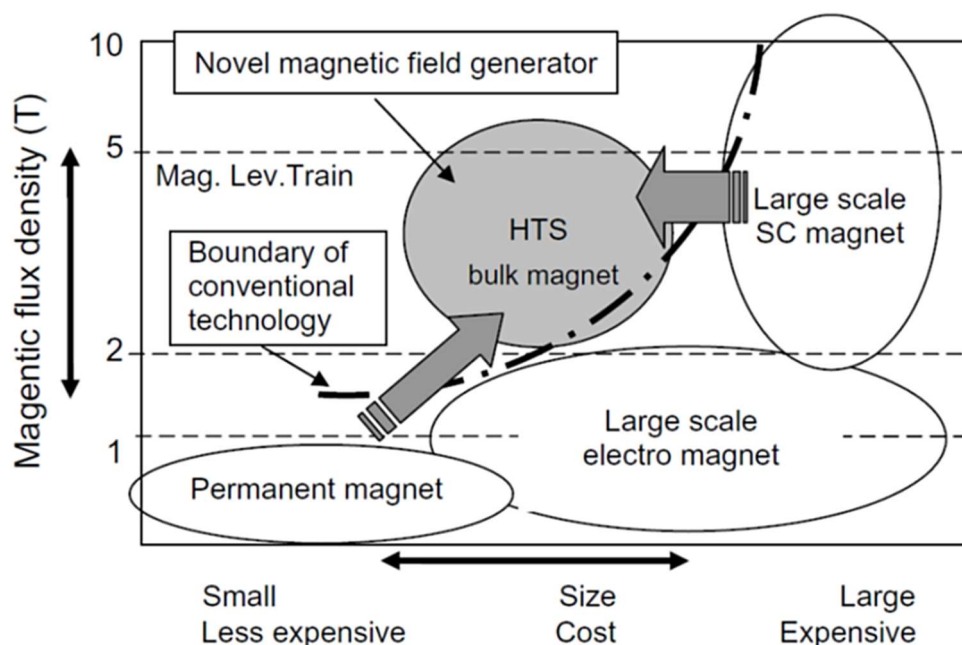 Magentic flux density (T)
10
5
2
1
Novel magnetic field generator
Mag. Lev.Train
Boundary of
conventional
technology
HTS
bulk magnet
Large scale
SC magnet
Large scale
electro magnet
Permanent magnet
Small
Less expensive
Size
Cost
Large
Expensive